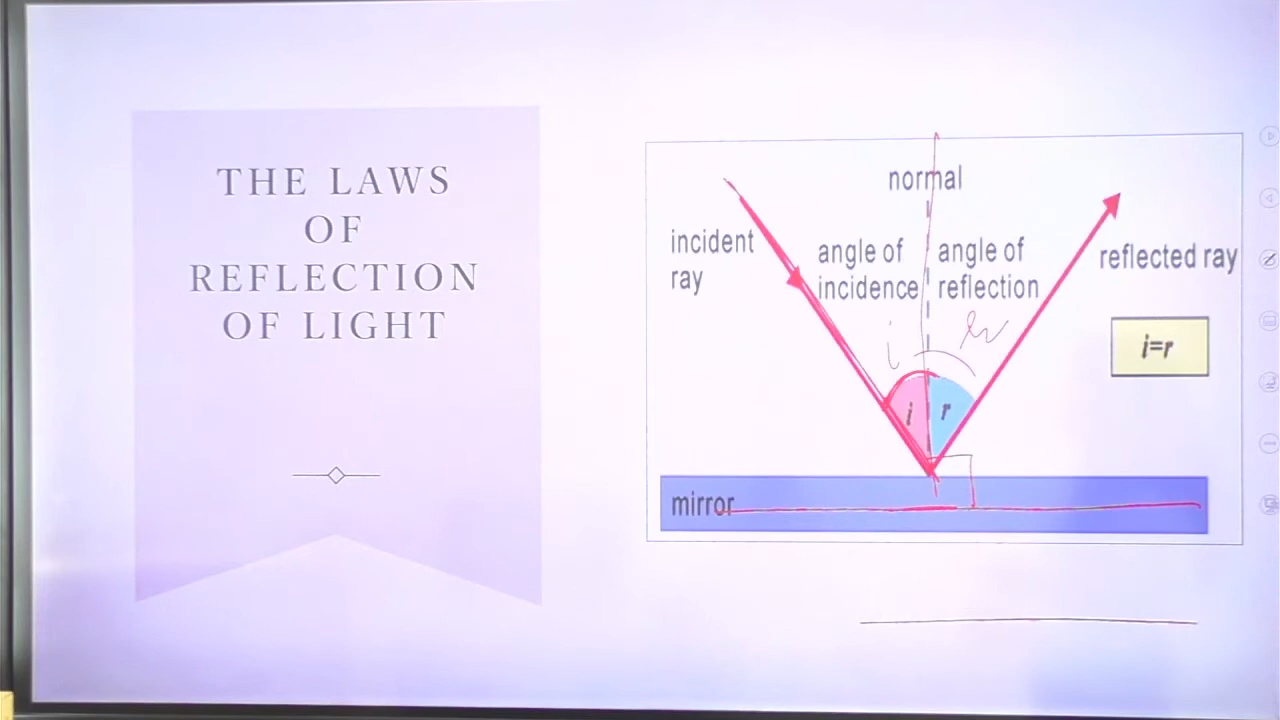 THE LAWS
OF
REFLECTION
OF LIGHT
normal
incident
ray
angle of
incidence
angle of
reflection
reflected ray
i=r
i
r
i
r
mirror